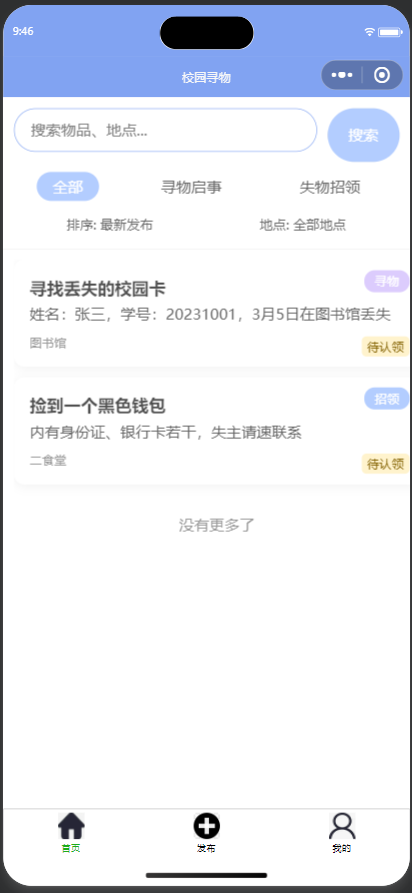 9:46
校园寻物
搜索物品、地点...
搜索
全部 寻物启事 失物招领
排序: 最新发布 地点: 全部地点
寻物
寻找丢失的校园卡
姓名：张三，学号：20231001，3月5日在图书馆丢失
图书馆
待认领
招领
捡到一个黑色钱包
内有身份证、银行卡若干，失主请速联系
二食堂
待认领
没有更多了
首页 发布 我的